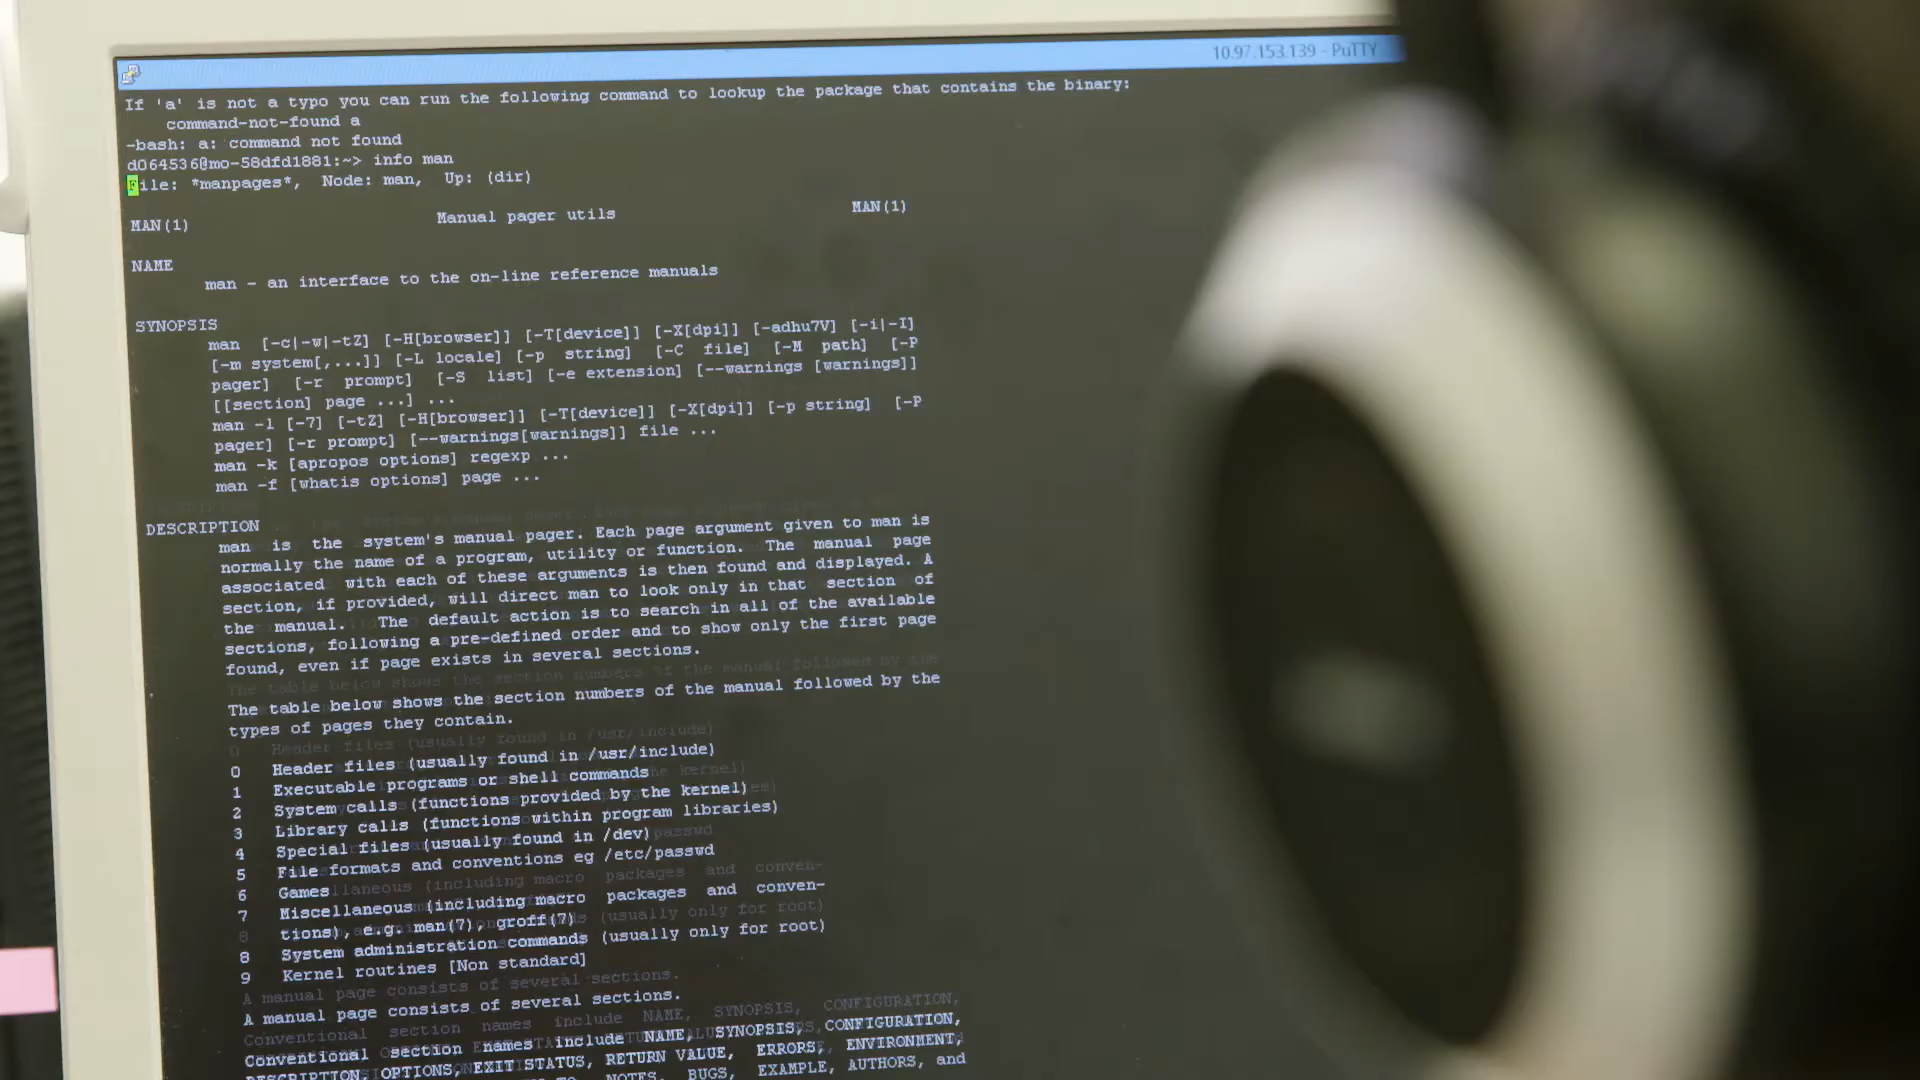 10.97.153.139 - PuTTY
If 'a' is not a typo you can run the following command to lookup the package that contains the binary:
command-not-found a
-bash: a: command not found
d064536@mo-58dfd1881:~> info man
File: *manpages*, Node: man, Up: (dir)
MAN(1) Manual pager utils MAN(1)
NAME
man - an interface to the on-line reference manuals
SYNOPSIS
man [-c|-w|-tZ] [-H[browser]] [-T[device]] [-X[dpi]] [-adhu7V] [-i|-I]
[-m system[,...]] [-L locale] [-p string] [-C file] [-M path] [-P
pager] [-r prompt] [-S list] [-e extension] [--warnings [warnings]]
[[section] page ...] ...
man -l [-7] [-tZ] [-H[browser]] [-T[device]] [-X[dpi]] [-p string] [-P
pager] [-r prompt] [--warnings[warnings]] file ...
man -k [apropos options] regexp ...
man -f [whatis options] page ...
DESCRIPTION
man is the system's manual pager. Each page argument given to man is
normally the name of a program, utility or function. The manual page
associated with each of these arguments is then found and displayed. A
section, if provided, will direct man to look only in that section of
the manual. The default action is to search in all of the available
sections, following a pre-defined order and to show only the first page
found, even if page exists in several sections.
The table below shows the section numbers of the manual followed by the
types of pages they contain.
0 Header files (usually found in /usr/include)
1 Executable programs or shell commands
2 System calls (functions provided by the kernel)
3 Library calls (functions within program libraries)
4 Special files (usually found in /dev)
5 File formats and conventions eg /etc/passwd
6 Games
7 Miscellaneous (including macro packages and conven-
tions), e.g. man(7), groff(7)
8 System administration commands (usually only for root)
9 Kernel routines [Non standard]
A manual page consists of several sections.
Conventional section names include NAME, SYNOPSIS, CONFIGURATION,
DESCRIPTION, OPTIONS, EXIT STATUS, RETURN VALUE, ERRORS, ENVIRONMENT,
NOTES, BUGS, EXAMPLE, AUTHORS, and